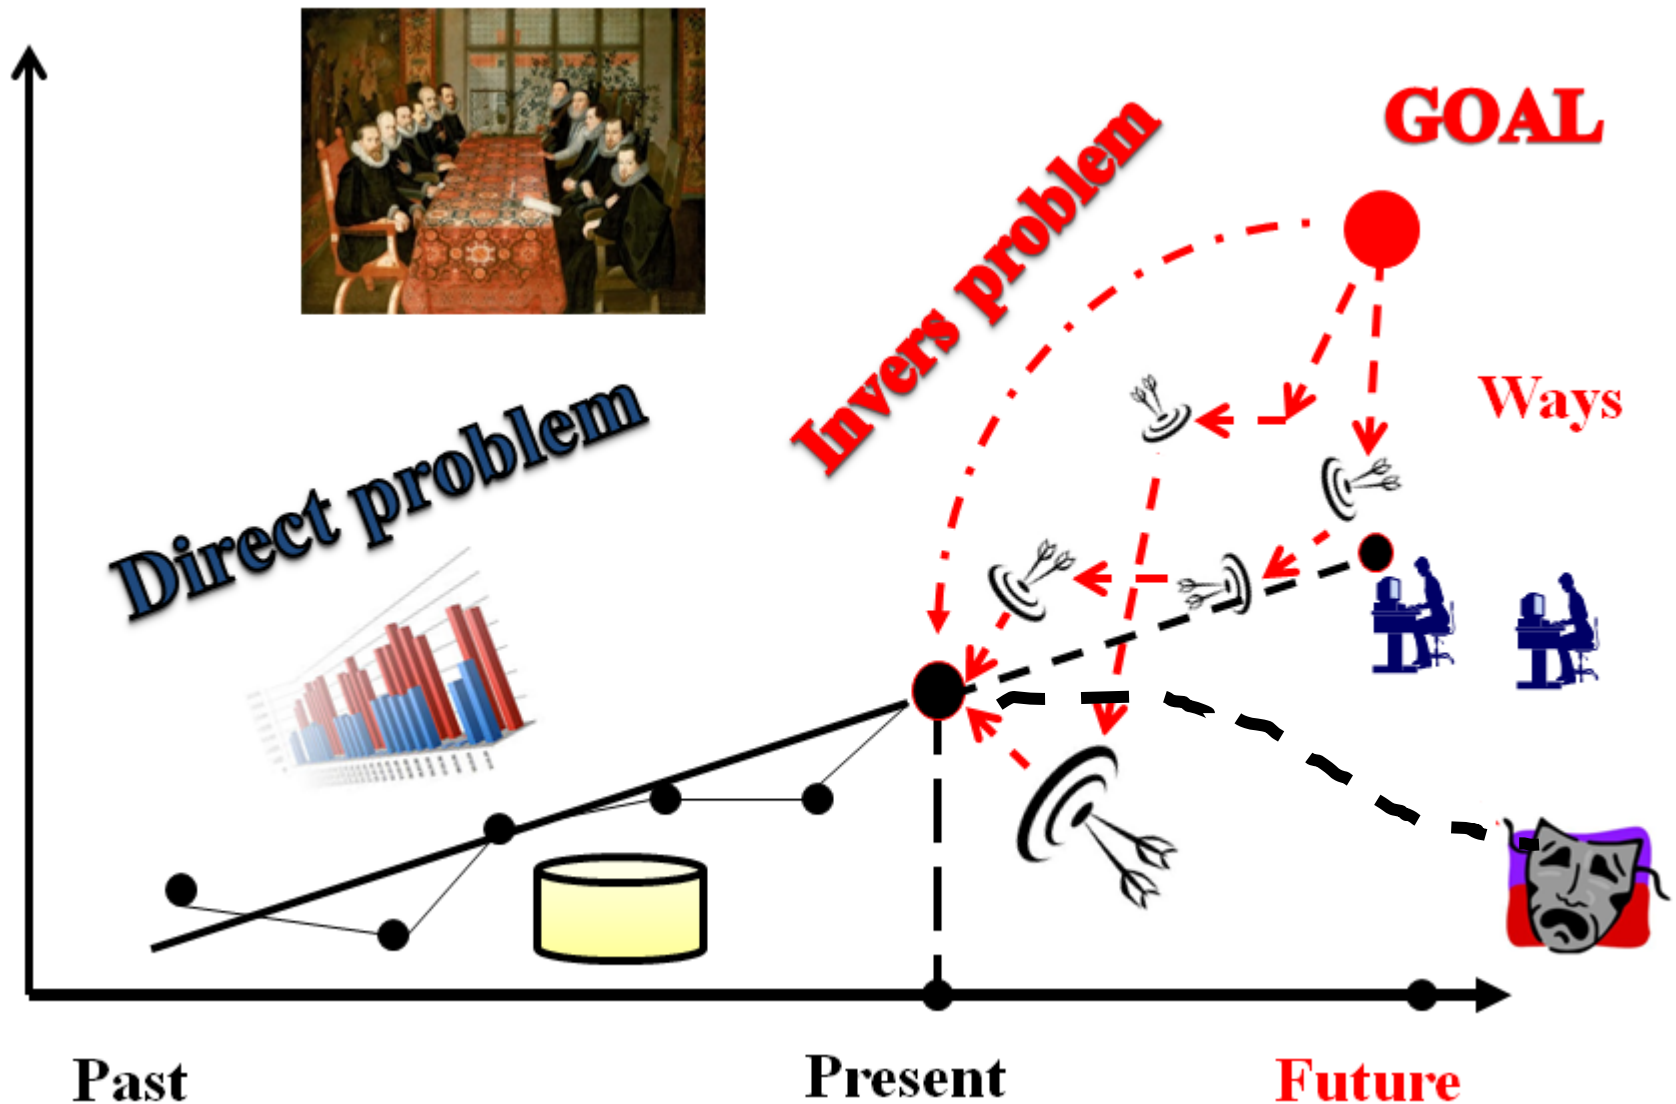 GOAL
Invers problem
Ways
Direct problem
Past
Present
Future